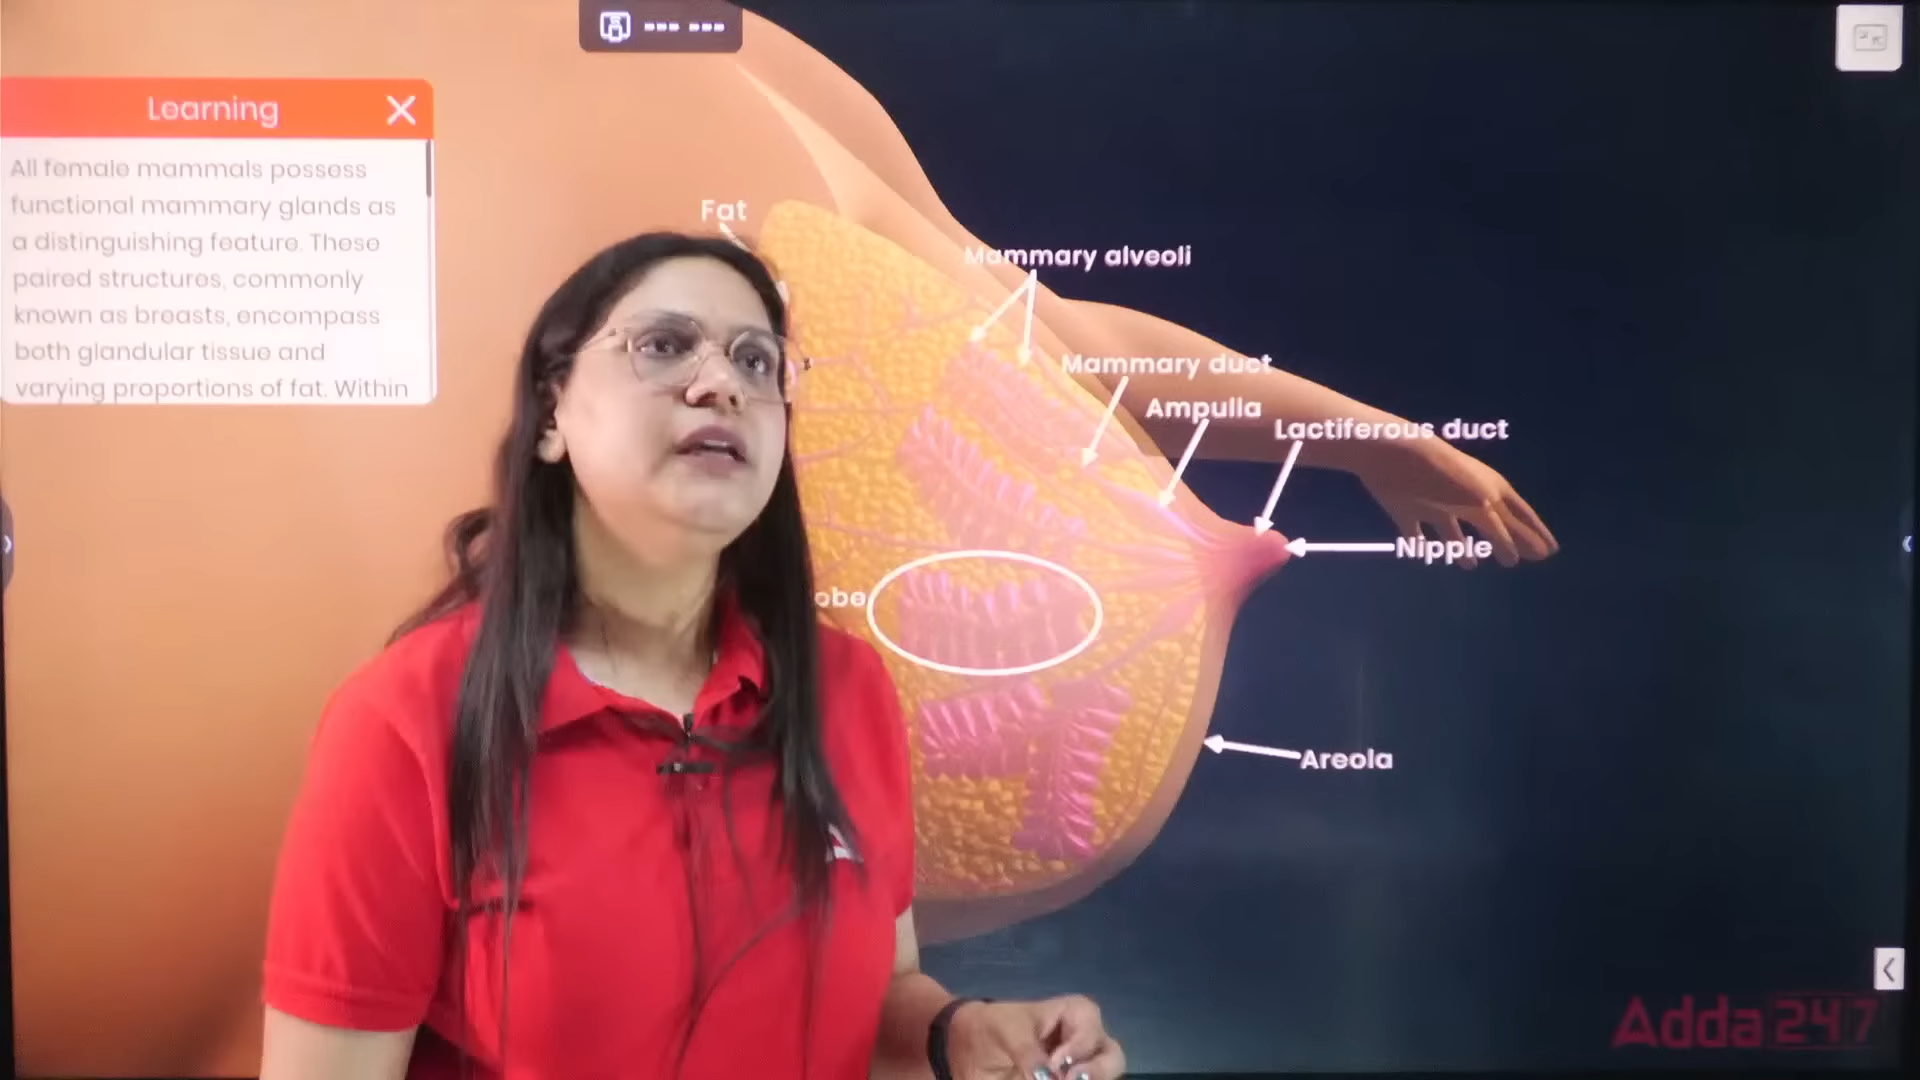 Learning
All female mammals possess
functional mammary glands as
a distinguishing feature. These
paired structures, commonly
known as breasts, encompass
both glandular tissue and
varying proportions of fat. Within
Fat
Mammary alveoli
Mammary duct
Ampulla
Lactiferous duct
Nipple
obe
Areola
Adda247